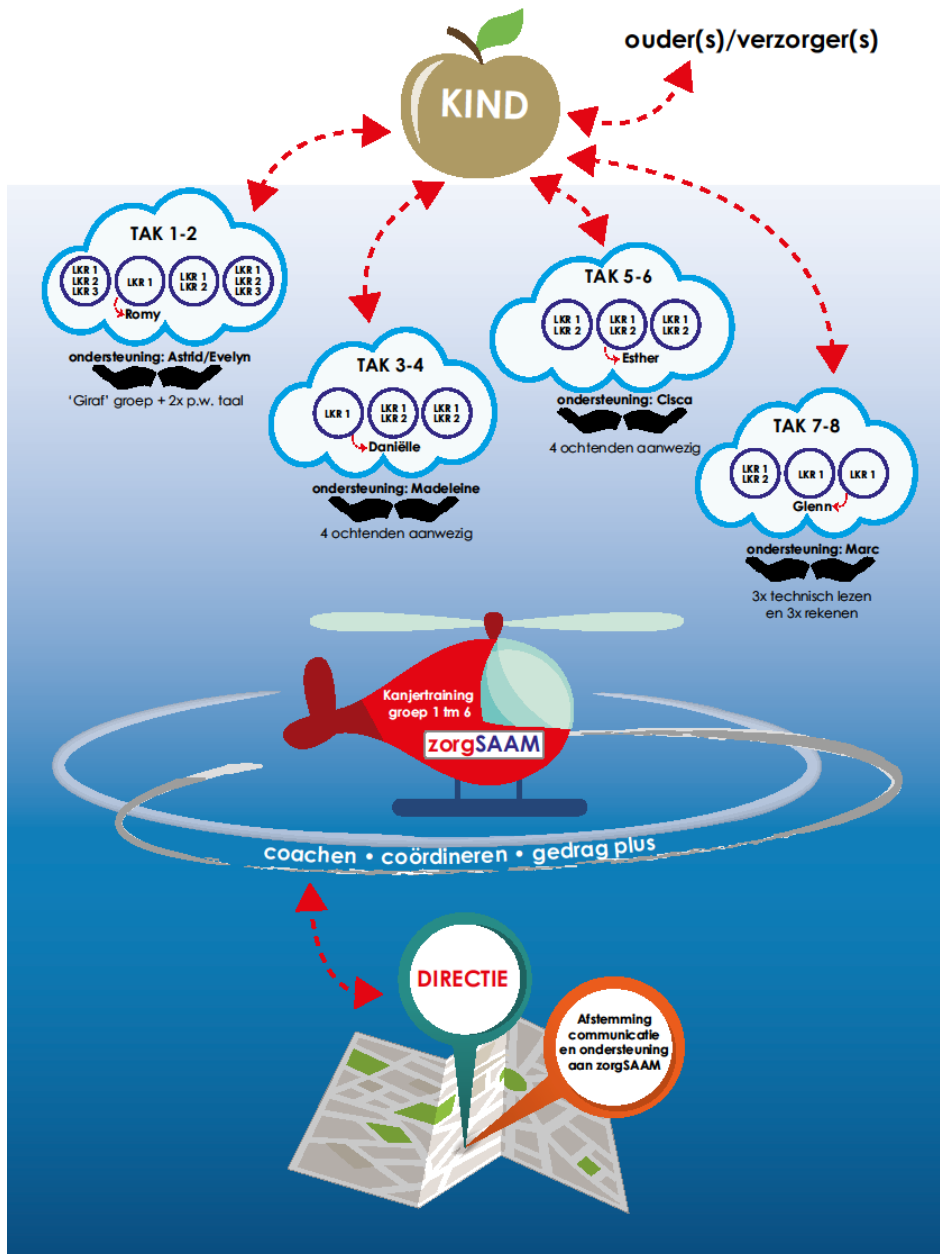 ouder(s)/verzorger(s)
KIND
TAK 1-2
LKR 1
LKR 2
LKR 3
LKR 1
LKR 1
LKR 2
LKR 1
LKR 2
LKR 3
Romy
ondersteuning: Astrid/Evelyn
'Giraf' groep + 2x p.w. taal
TAK 3-4
LKR 1
LKR 1
LKR 2
LKR 1
LKR 2
Daniëlle
ondersteuning: Madeleine
4 ochtenden aanwezig
TAK 5-6
LKR 1
LKR 2
LKR 1
LKR 2
LKR 1
LKR 2
Esther
ondersteuning: Cisca
4 ochtenden aanwezig
TAK 7-8
LKR 1
LKR 2
LKR 1
LKR 1
Glenn
ondersteuning: Marc
3x technisch lezen
en 3x rekenen
Kanjertraining
groep 1 tm 6
zorgSAAM
coachen • coördineren • gedrag plus
DIRECTIE
Afstemming
communicatie
en ondersteuning
aan zorgSAAM